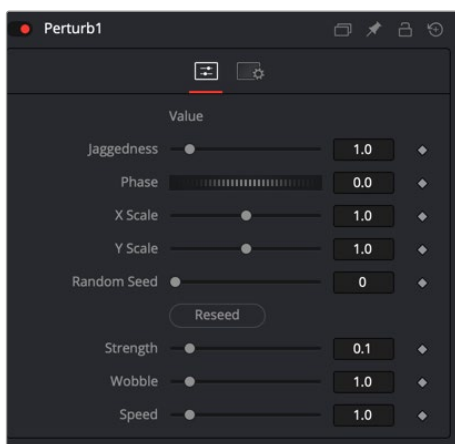 Perturb1
Value
Jaggedness 1.0
Phase 0.0
X Scale 1.0
Y Scale 1.0
Random Seed 0
Reseed
Strength 0.1
Wobble 1.0
Speed 1.0